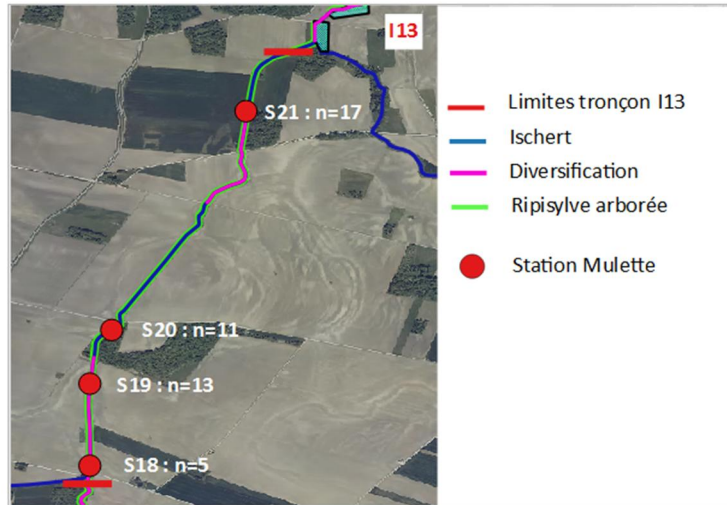 I13
S21 : n=17
S20 : n=11
S19 : n=13
S18 : n=5
Limites tronçon I13
Ischert
Diversification
Ripisylve arborée
Station Mulette